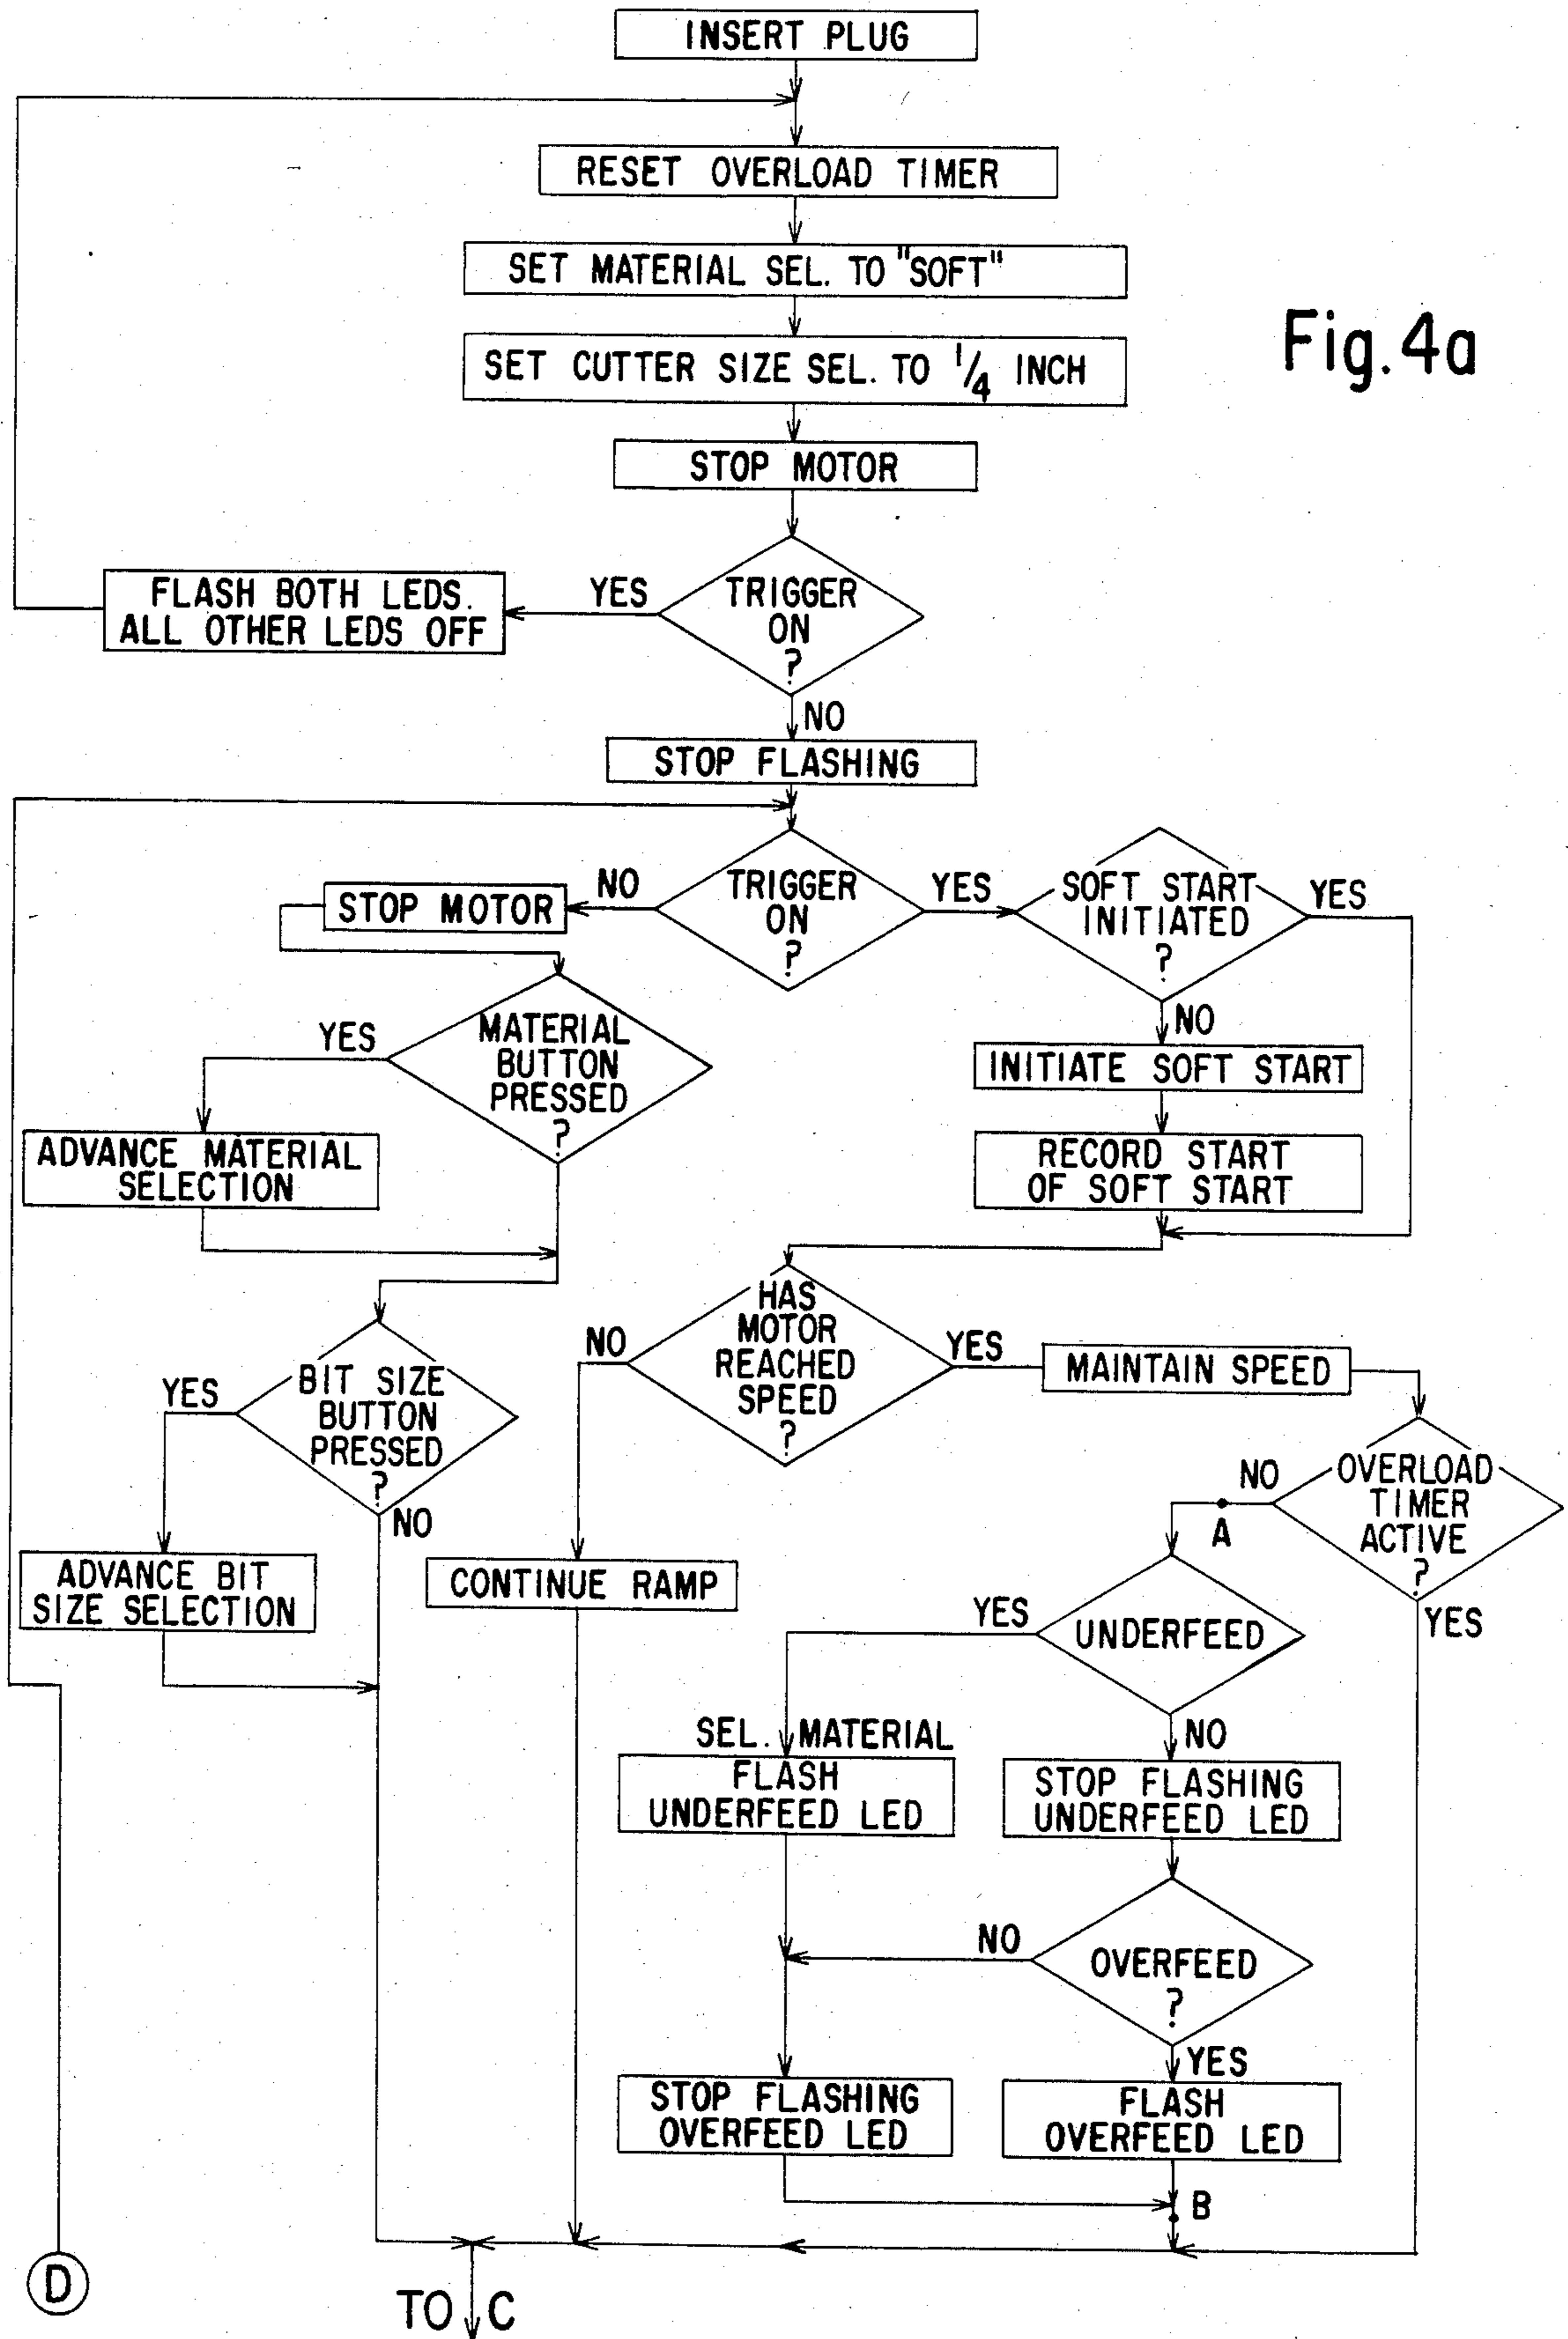 INSERT PLUG
RESET OVERLOAD TIMER
SET MATERIAL SEL. TO "SOFT"
SET CUTTER SIZE SEL. TO 1/4 INCH
Fig. 4a
STOP MOTOR
FLASH BOTH LEDS.
ALL OTHER LEDS OFF
YES
TRIGGER
ON
?
NO
STOP FLASHING
STOP MOTOR
NO
TRIGGER
ON
?
YES
SOFT START
INITIATED
?
YES
NO
INITIATE SOFT START
RECORD START
OF SOFT START
YES
MATERIAL
BUTTON
PRESSED
?
ADVANCE MATERIAL
SELECTION
NO
HAS
MOTOR
REACHED
SPEED
?
YES
MAINTAIN SPEED
YES
BIT SIZE
BUTTON
PRESSED
?
NO
ADVANCE BIT
SIZE SELECTION
CONTINUE RAMP
NO
A
OVERLOAD
TIMER
ACTIVE
?
YES
YES
UNDERFEED
NO
SEL. MATERIAL
FLASH
UNDERFEED LED
STOP FLASHING
UNDERFEED LED
NO
OVERFEED
?
YES
STOP FLASHING
OVERFEED LED
FLASH
OVERFEED LED
B
D
TO C